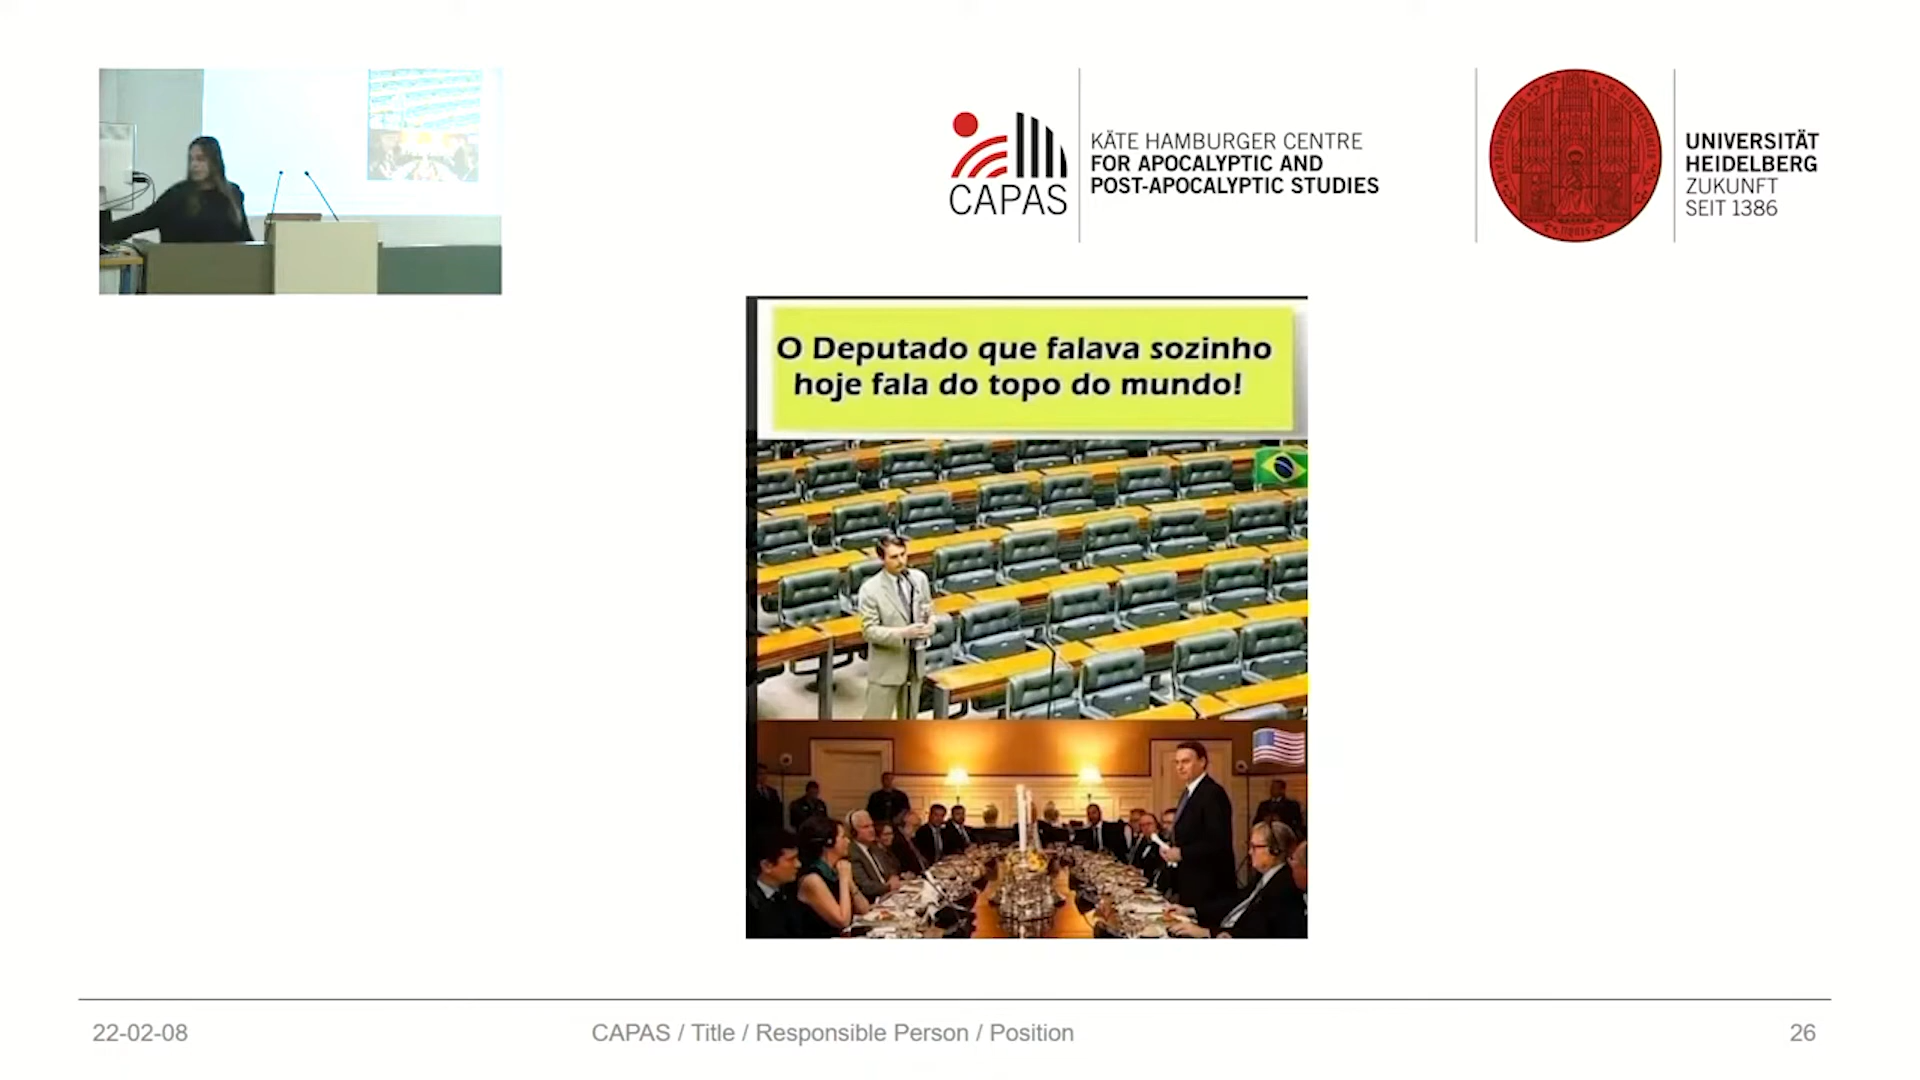 CAPAS
KÄTE HAMBURGER CENTRE
FOR APOCALYPTIC AND
POST-APOCALYPTIC STUDIES
UNIVERSITÄT
HEIDELBERG
ZUKUNFT
SEIT 1386
O Deputado que falava sozinho
hoje fala do topo do mundo!
22-02-08
CAPAS / Title / Responsible Person / Position
26